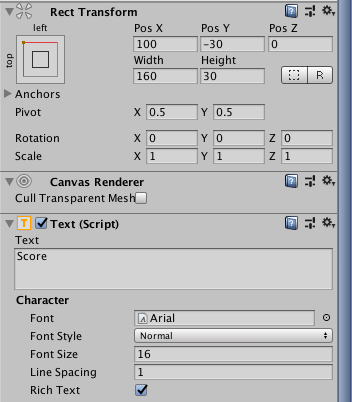 Rect Transform
left
Pos X Pos Y Pos Z
top
100 -30 0
Width Height
160 30
R
Anchors
Pivot X 0.5 Y 0.5
Rotation X 0 Y 0 Z 0
Scale X 1 Y 1 Z 1
Canvas Renderer
Cull Transparent Mesh
T Text (Script)
Text
Score
Character
Font A Arial
Font Style Normal
Font Size 16
Line Spacing 1
Rich Text